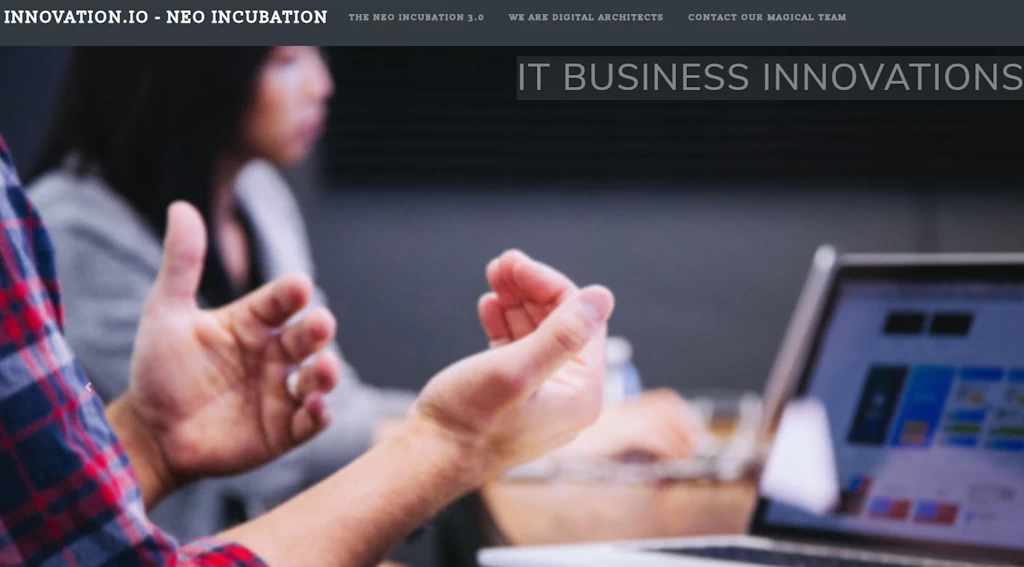 INNOVATION.IO - NEO INCUBATION THE NEO INCUBATION 3.0 WE ARE DIGITAL ARCHITECTS CONTACT OUR MAGICAL TEAM
IT BUSINESS INNOVATIONS